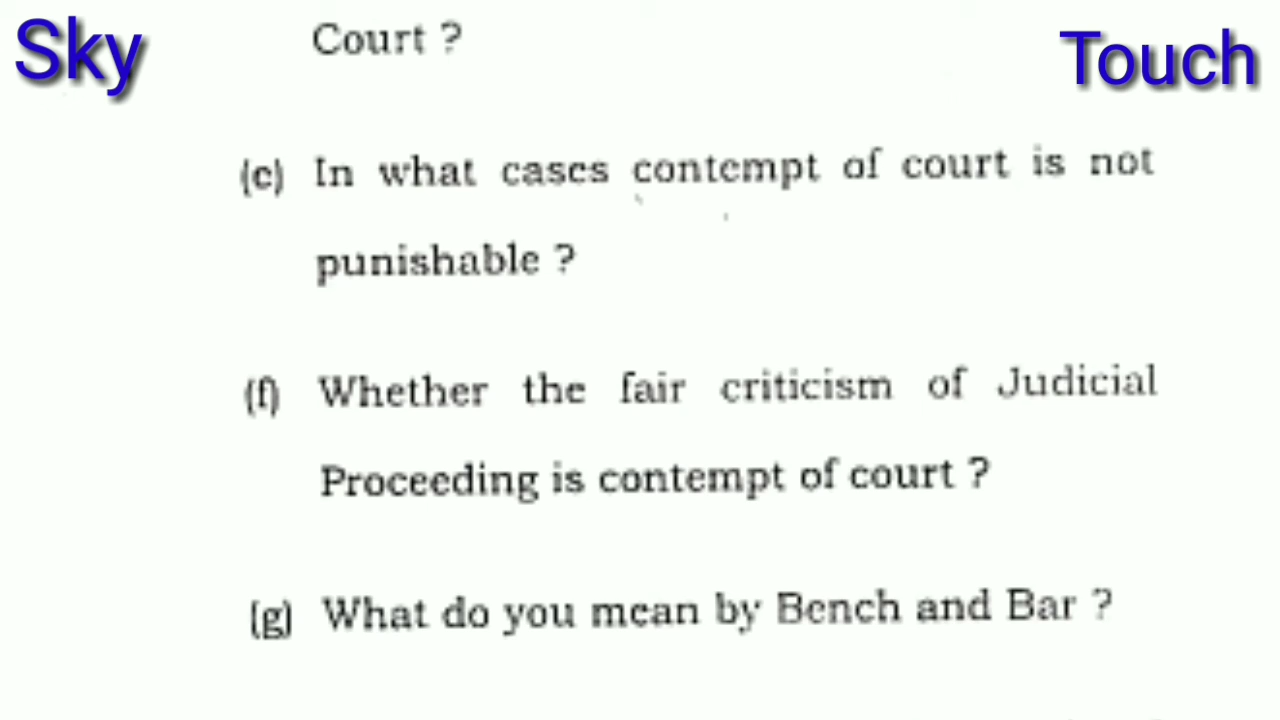 Sky Touch
Court ?
(e) In what cases contempt of court is not
punishable ?
(f) Whether the fair criticism of Judicial
Proceeding is contempt of court ?
(g) What do you mean by Bench and Bar ?